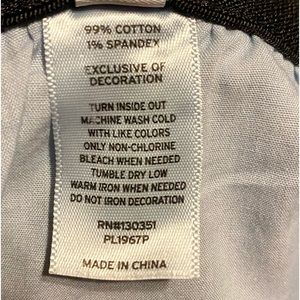 99% COTTON
1% SPANDEX
EXCLUSIVE OF
DECORATION
TURN INSIDE OUT
MACHINE WASH COLD
WITH LIKE COLORS
ONLY NON-CHLORINE
BLEACH WHEN NEEDED
TUMBLE DRY LOW
WARM IRON WHEN NEEDED
DO NOT IRON DECORATION
RN#130351
PL1967P
MADE IN CHINA